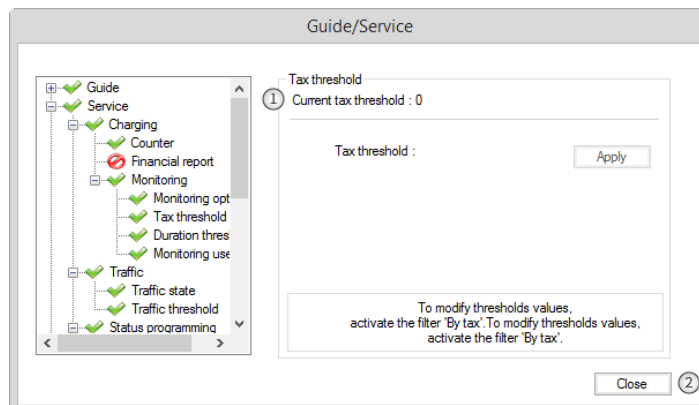 Guide/Service
Guide
Service
Charging
Counter
Financial report
Monitoring
Monitoring opt
Tax threshold
Duration thres
Monitoring use
Traffic
Traffic state
Traffic threshold
Status programming
Tax threshold
1 Current tax threshold : 0
Tax threshold : Apply
To modify thresholds values,
activate the filter 'By tax'.To modify thresholds values,
activate the filter 'By tax'.
Close 2